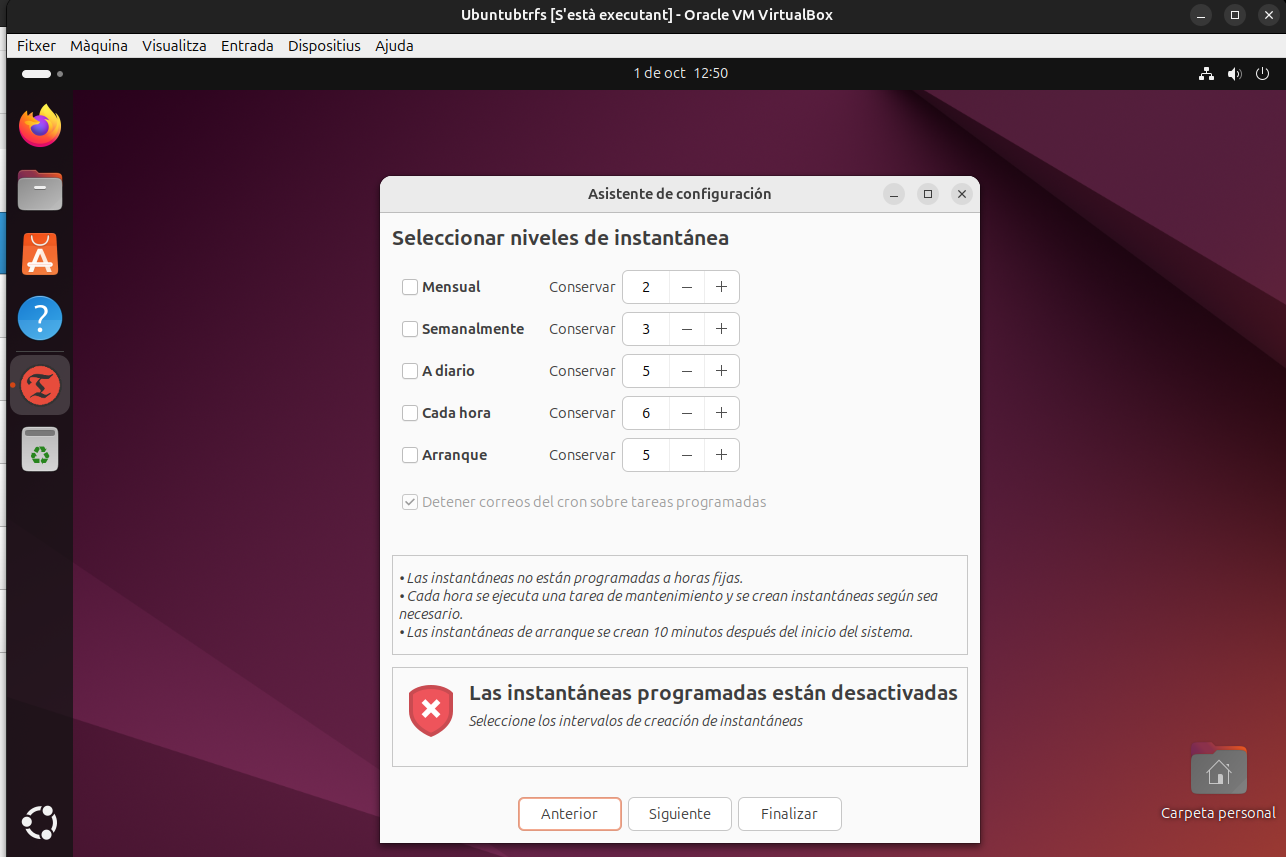 Ubuntubtrfs [S'està executant] - Oracle VM VirtualBox
Fitxer Màquina Visualitza Entrada Dispositius Ajuda
1 de oct 12:50
Asistente de configuración
Seleccionar niveles de instantánea
Mensual Conservar 2 − +
Semanalmente Conservar 3 − +
A diario Conservar 5 − +
Cada hora Conservar 6 − +
Arranque Conservar 5 − +
Detener correos del cron sobre tareas programadas
• Las instantáneas no están programadas a horas fijas.
• Cada hora se ejecuta una tarea de mantenimiento y se crean instantáneas según sea
necesario.
• Las instantáneas de arranque se crean 10 minutos después del inicio del sistema.
Las instantáneas programadas están desactivadas
Seleccione los intervalos de creación de instantáneas
Anterior Siguiente Finalizar
Carpeta personal